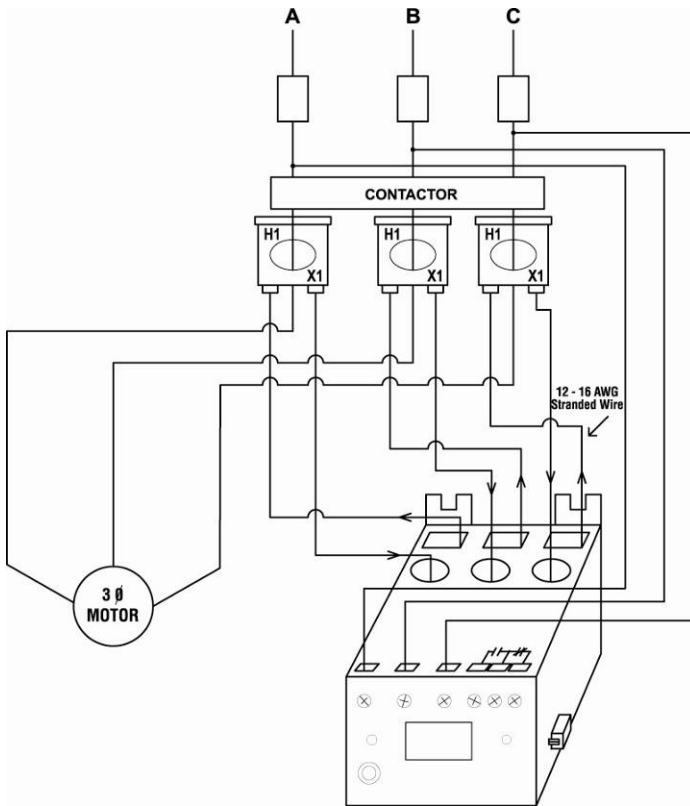 A B C
CONTACTOR
H1 H1 H1
X1 X1 X1
12 - 16 AWG
Stranded Wire
3 Ø
MOTOR